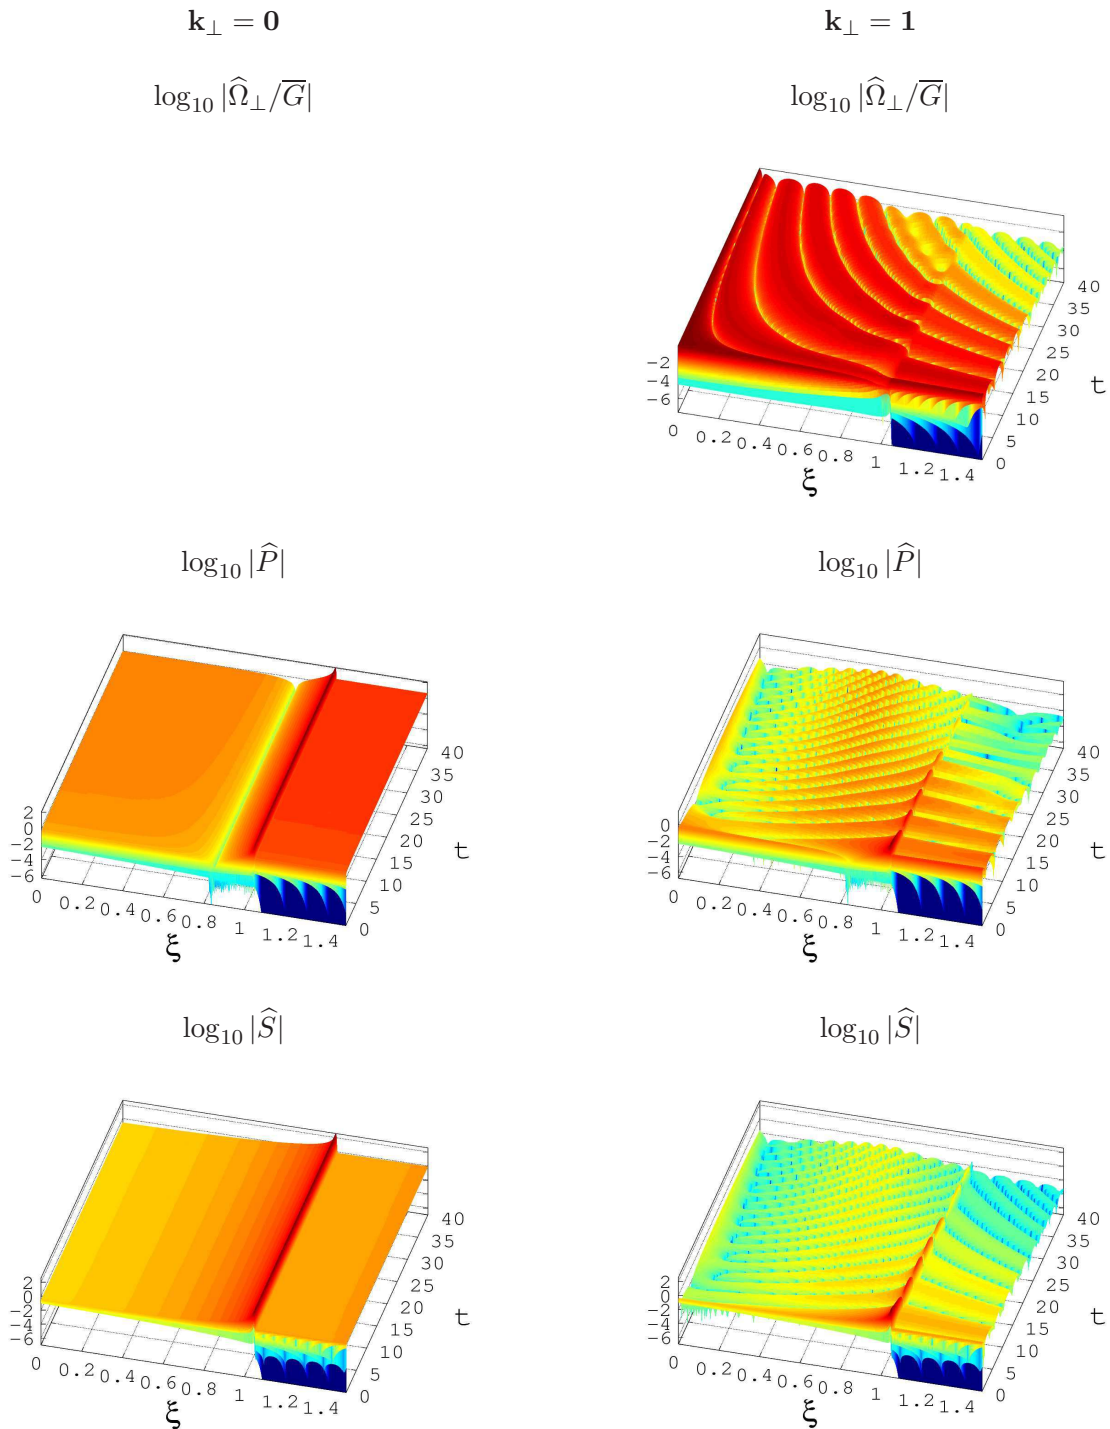 k⊥ = 0 k⊥ = 1
log₁₀ |Ω̂⊥/G̅| log₁₀ |Ω̂⊥/G̅|
−2
−4
−6
0 0.2 0.4 0.6 0.8 1 1.2 1.4
ξ
0 5 10 15 20 25 30 35 40
t
log₁₀ |P̂| log₁₀ |P̂|
2
0
−2
−4
−6
0 0.2 0.4 0.6 0.8 1 1.2 1.4
ξ
0 5 10 15 20 25 30 35 40
t
0
−2
−4
−6
0 0.2 0.4 0.6 0.8 1 1.2 1.4
ξ
0 5 10 15 20 25 30 35 40
t
log₁₀ |Ŝ| log₁₀ |Ŝ|
2
0
−2
−4
−6
0 0.2 0.4 0.6 0.8 1 1.2 1.4
ξ
0 5 10 15 20 25 30 35 40
t
2
0
−2
−4
−6
0 0.2 0.4 0.6 0.8 1 1.2 1.4
ξ
0 5 10 15 20 25 30 35 40
t